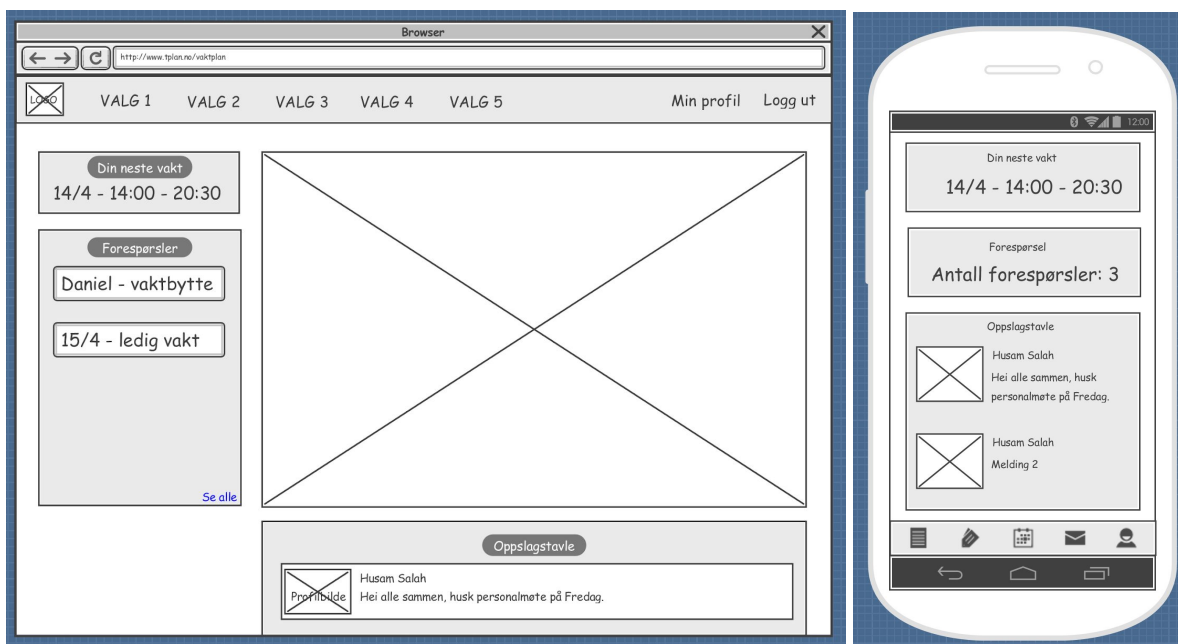 Browser
http://www.tplan.no/vaktplan
LOGO
VALG 1
VALG 2
VALG 3
VALG 4
VALG 5
Min profil
Logg ut
Din neste vakt
14/4 - 14:00 - 20:30
Forespørsler
Daniel - vaktbytte
15/4 - ledig vakt
Se alle
Oppslagstavle
Profilbilde
Husam Salah
Hei alle sammen, husk personalmøte på Fredag.
12:00
Din neste vakt
14/4 - 14:00 - 20:30
Forespørsel
Antall forespørsler: 3
Oppslagstavle
Husam Salah
Hei alle sammen, husk
personalmøte på Fredag.
Husam Salah
Melding 2